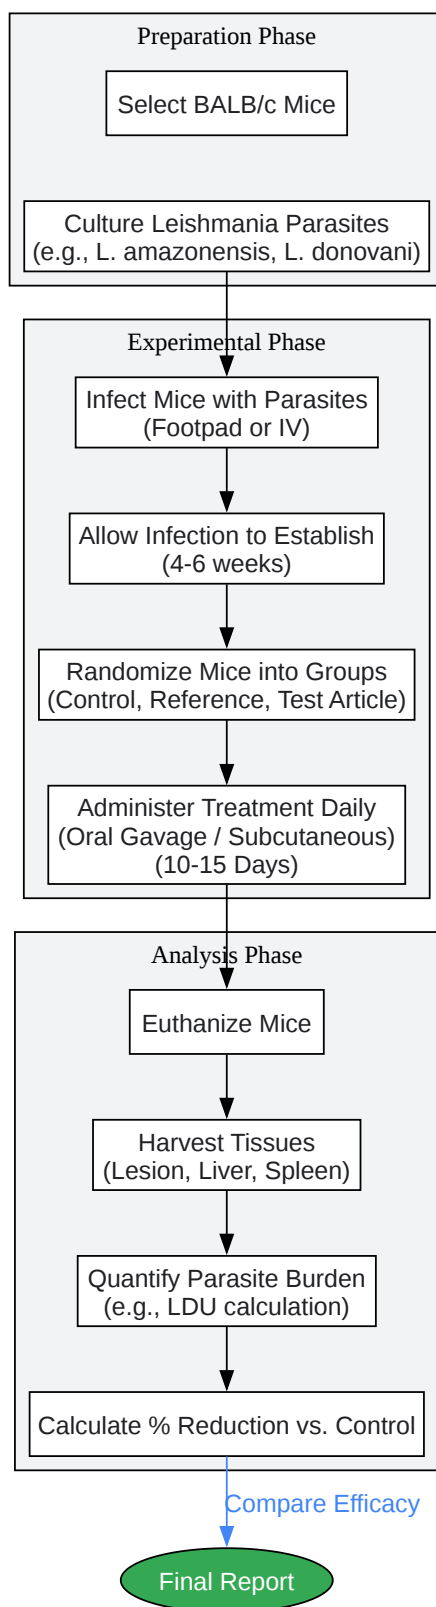 Preparation Phase
Select BALB/c Mice
Culture Leishmania Parasites
(e.g., L. amazonensis, L. donovani)
Experimental Phase
Infect Mice with Parasites
(Footpad or IV)
Allow Infection to Establish
(4-6 weeks)
Randomize Mice into Groups
(Control, Reference, Test Article)
Administer Treatment Daily
(Oral Gavage / Subcutaneous)
(10-15 Days)
Analysis Phase
Euthanize Mice
Harvest Tissues
(Lesion, Liver, Spleen)
Quantify Parasite Burden
(e.g., LDU calculation)
Calculate % Reduction vs. Control
Compare Efficacy
Final Report